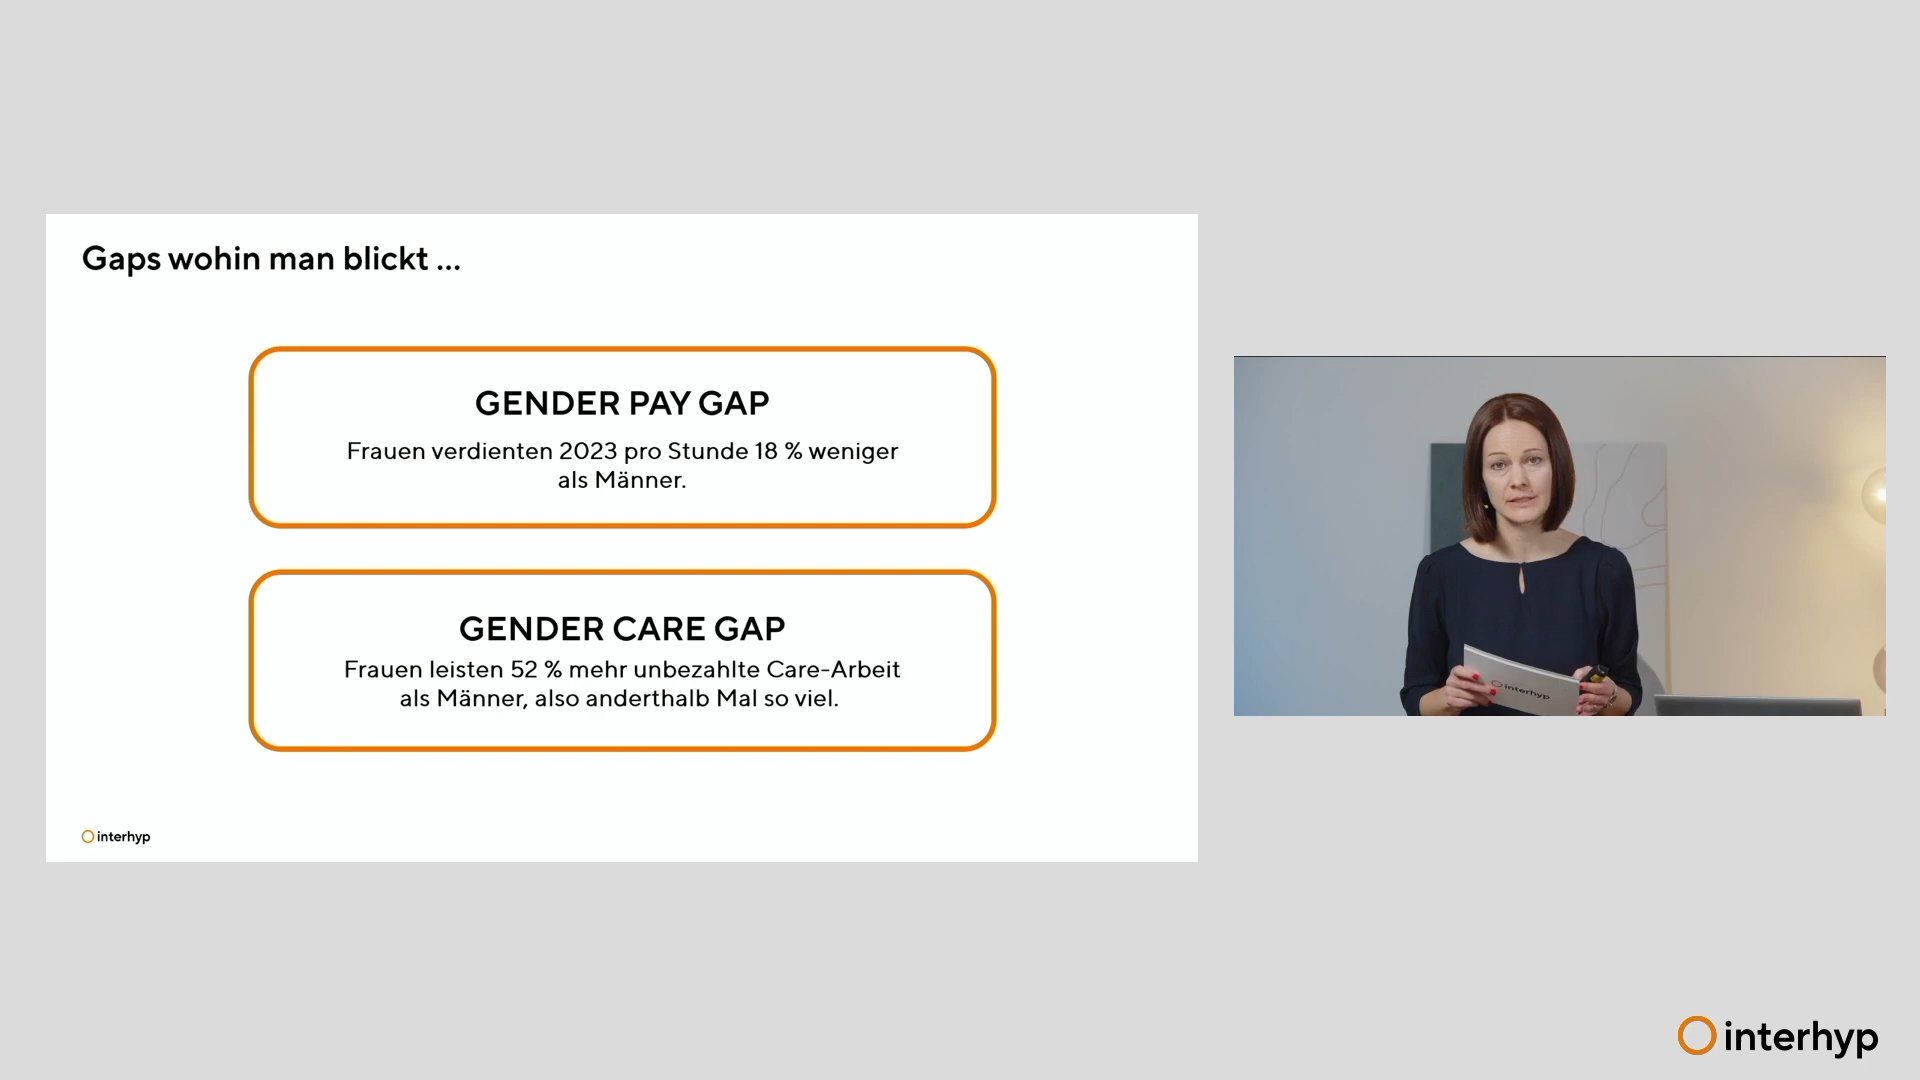 Gaps wohin man blickt ...
GENDER PAY GAP
Frauen verdienten 2023 pro Stunde 18 % weniger
als Männer.
GENDER CARE GAP
Frauen leisten 52 % mehr unbezahlte Care-Arbeit
als Männer, also anderthalb Mal so viel.
interhyp
interhyp
interhyp